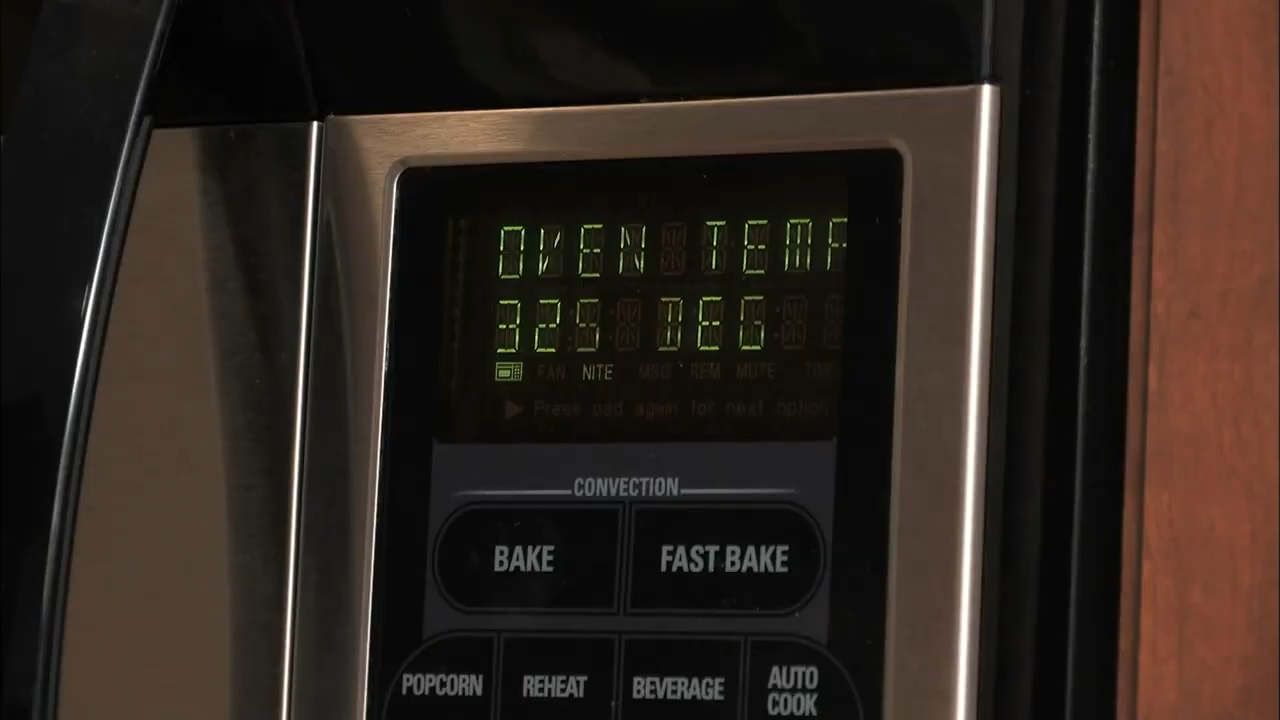 OVEN TEMP
325 DEG
FAN NITE MSG REM MUTE
Press pad again for next option
CONVECTION
BAKE FAST BAKE
POPCORN REHEAT BEVERAGE AUTO COOK